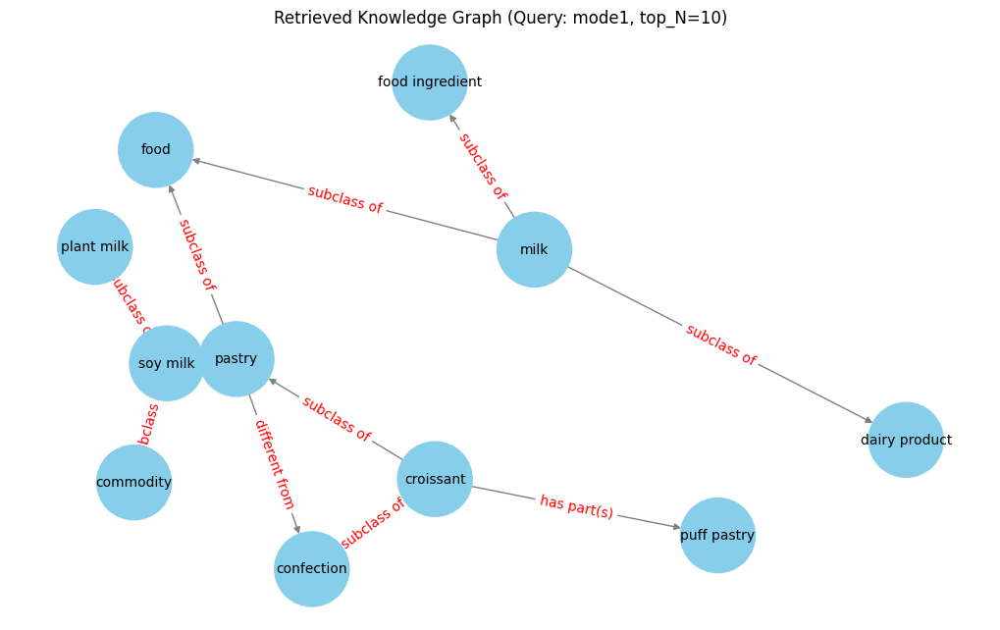 Retrieved Knowledge Graph (Query: mode1, top_N=10)
food ingredient
food
subclass of
subclass of
plant milk
milk
subclass of
ubclass o
subclass of
soy milk
pastry
subclass of
bclass
different from
dairy product
commodity
croissant
has part(s)
subclass of
puff pastry
confection